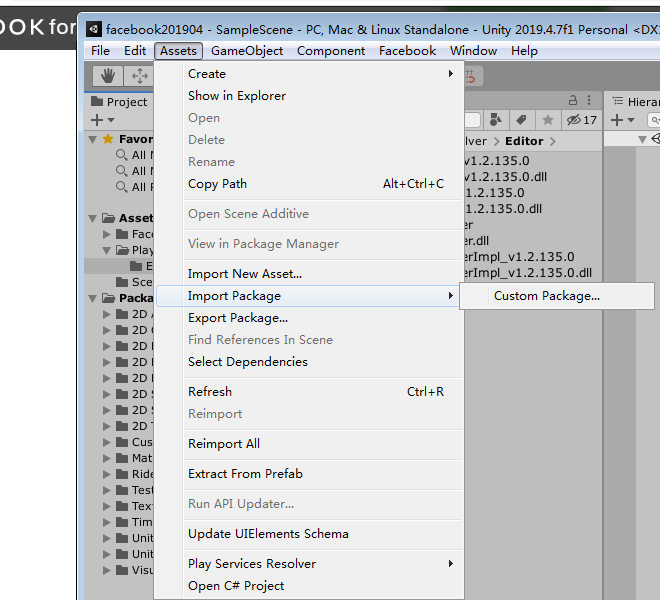 OOK for
facebook201904 - SampleScene - PC, Mac & Linux Standalone - Unity 2019.4.7f1 Personal <DX1
File Edit Assets GameObject Component Facebook Window Help
Project
Hierar
17
Favor
All M
All M
All P
lver > Editor >
v1.2.135.0
v1.2.135.0.dll
v1.2.135.0
v1.2.135.0.dll
er
er.dll
erImpl_v1.2.135.0
erImpl_v1.2.135.0.dll
Asset
Face
Play
E
Sce
Packa
2D A
2D
2D
2D
2D
2D S
2D S
2D T
Cus
Mat
Ride
Test
Text
Tim
Unit
Unit
Visu
Create
Show in Explorer
Open
Delete
Rename
Copy Path Alt+Ctrl+C
Open Scene Additive
View in Package Manager
Import New Asset...
Import Package
Custom Package...
Export Package...
Find References In Scene
Select Dependencies
Refresh Ctrl+R
Reimport
Reimport All
Extract From Prefab
Run API Updater...
Update UIElements Schema
Play Services Resolver
Open C# Project